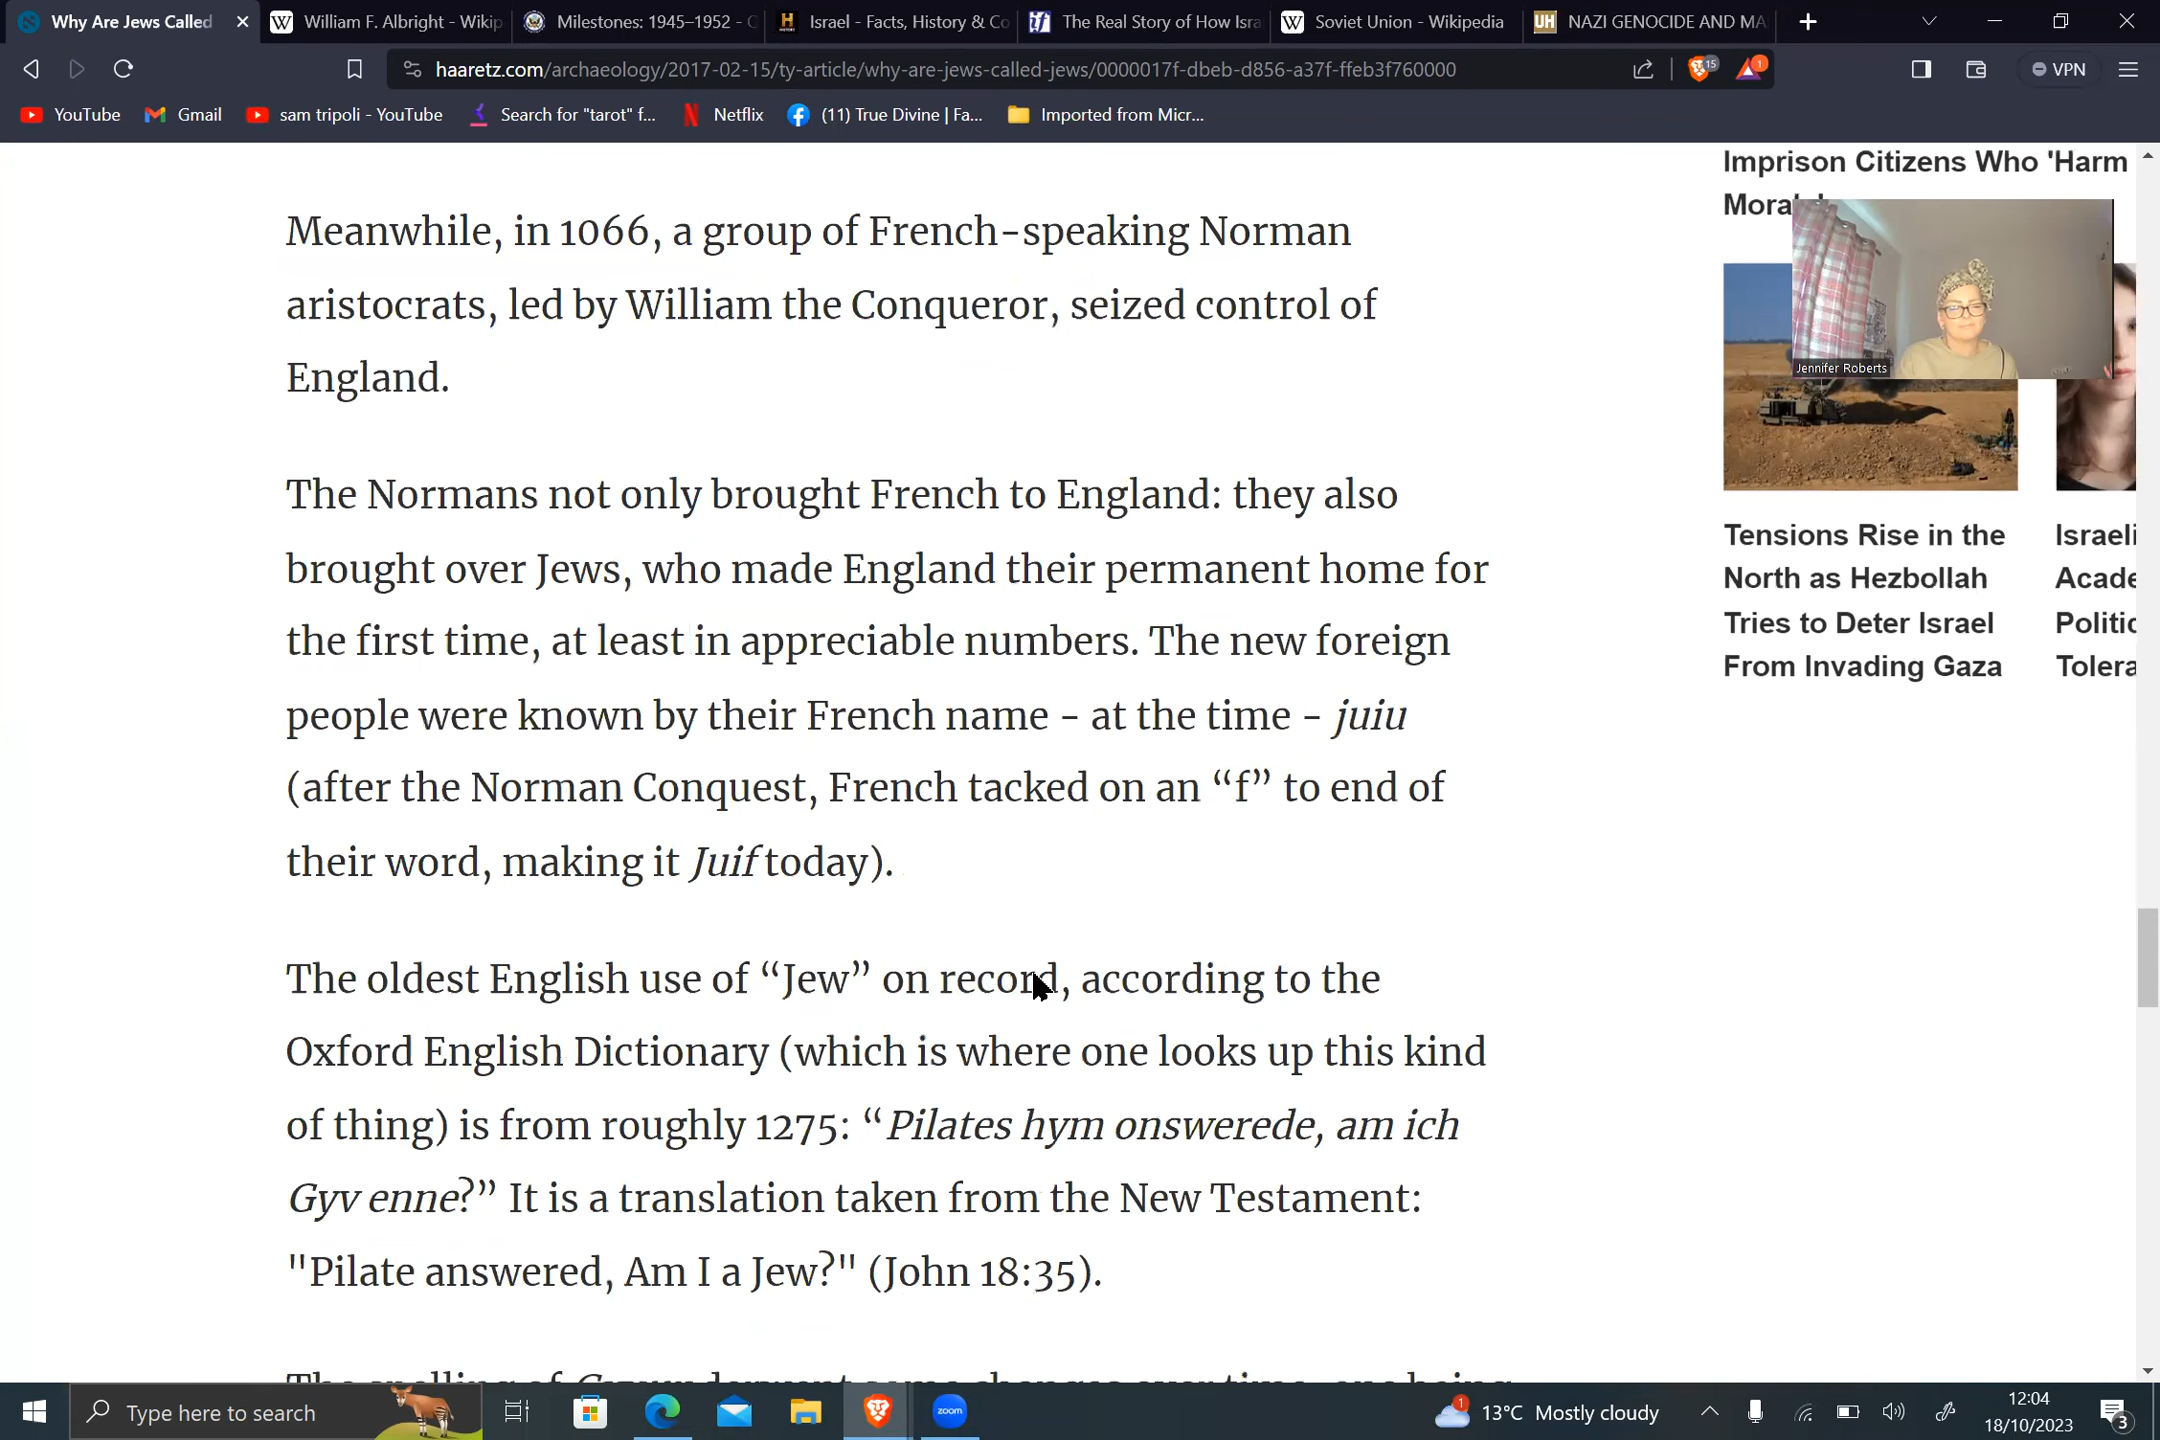 Why Are Jews Called
William F. Albright - Wikip
Milestones: 1945–1952 - C
Israel - Facts, History & Co
The Real Story of How Isra
Soviet Union - Wikipedia
NAZI GENOCIDE AND MA
haaretz.com/archaeology/2017-02-15/ty-article/why-are-jews-called-jews/0000017f-dbeb-d856-a37f-ffeb3f760000
15
1
VPN
YouTube
Gmail
sam tripoli - YouTube
Search for "tarot" f...
Netflix
(11) True Divine | Fa...
Imported from Micr...
Meanwhile, in 1066, a group of French-speaking Norman
aristocrats, led by William the Conqueror, seized control of
England.
The Normans not only brought French to England: they also
brought over Jews, who made England their permanent home for
the first time, at least in appreciable numbers. The new foreign
people were known by their French name - at the time - juiu
(after the Norman Conquest, French tacked on an “f” to end of
their word, making it Juif today).
The oldest English use of “Jew” on record, according to the
Oxford English Dictionary (which is where one looks up this kind
of thing) is from roughly 1275: “Pilates hym onswerede, am ich
Gyv enne?” It is a translation taken from the New Testament:
"Pilate answered, Am I a Jew?" (John 18:35).
Imprison Citizens Who 'Harm
Jennifer Roberts
Tensions Rise in the
North as Hezbollah
Tries to Deter Israel
From Invading Gaza
Israeli
Acade
Politic
Tolera
Type here to search
zoom
1
13°C Mostly cloudy
12:04
18/10/2023
3